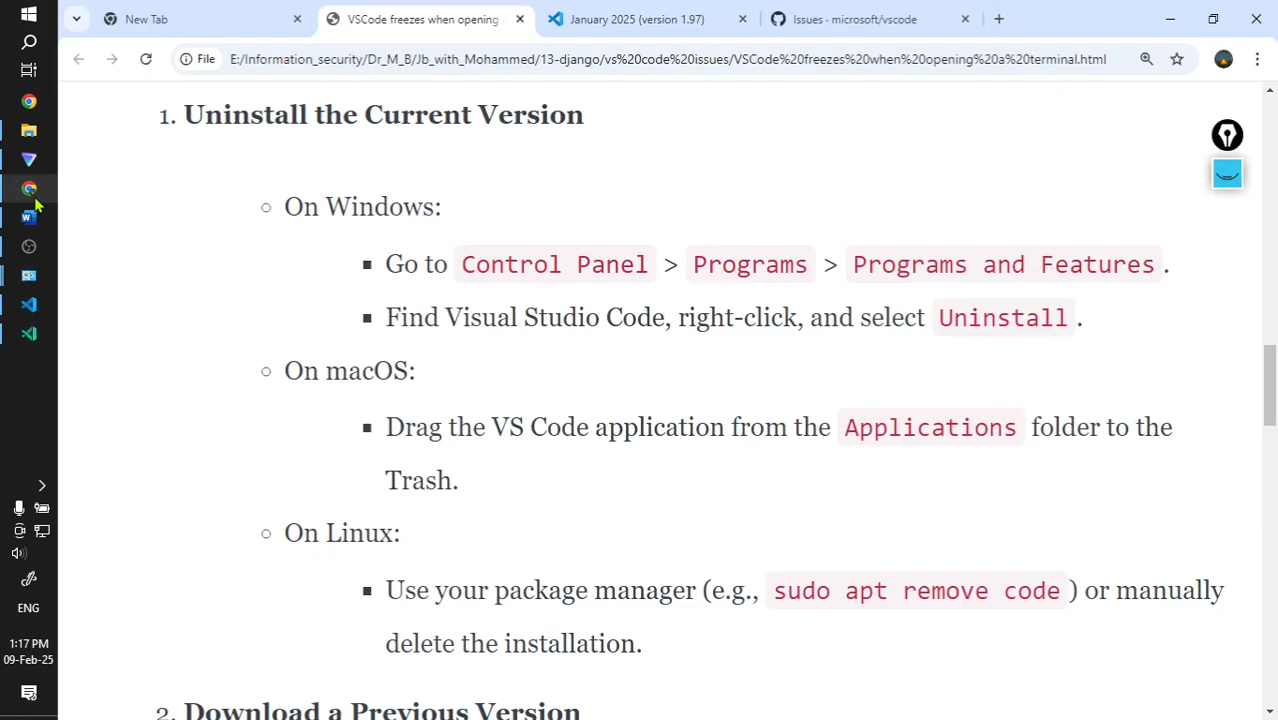 New Tab
VSCode freezes when opening
January 2025 (version 1.97)
Issues · microsoft/vscode
File
E:/Information_security/Dr_M_B/Jb_with_Mohammed/13-django/vs%20code%20issues/VSCode%20freezes%20when%20opening%20a%20terminal.html
1. Uninstall the Current Version
○ On Windows:
▪ Go to Control Panel > Programs > Programs and Features.
▪ Find Visual Studio Code, right-click, and select Uninstall.
○ On macOS:
▪ Drag the VS Code application from the Applications folder to the
Trash.
○ On Linux:
▪ Use your package manager (e.g., sudo apt remove code) or manually
delete the installation.
2. Download a Previous Version
ENG
1:17 PM
09-Feb-25